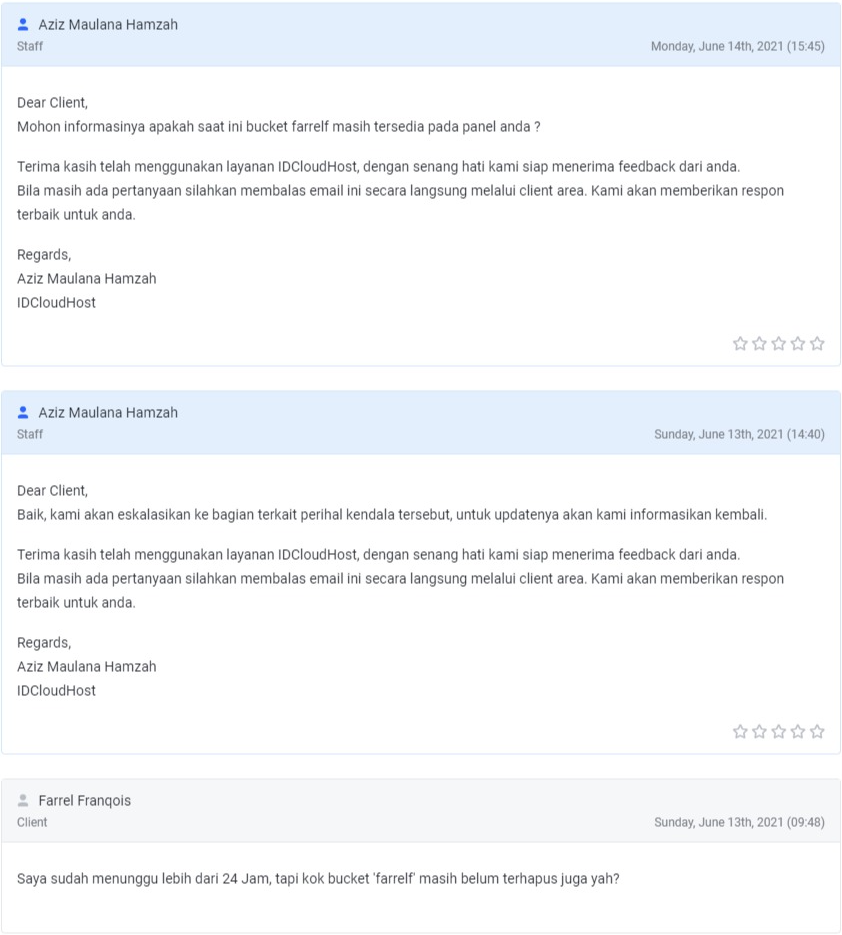 Aziz Maulana Hamzah
Staff
Monday, June 14th, 2021 (15:45)
Dear Client,
Mohon informasinya apakah saat ini bucket farrelf masih tersedia pada panel anda ?
Terima kasih telah menggunakan layanan IDCloudHost, dengan senang hati kami siap menerima feedback dari anda.
Bila masih ada pertanyaan silahkan membalas email ini secara langsung melalui client area. Kami akan memberikan respon
terbaik untuk anda.
Regards,
Aziz Maulana Hamzah
IDCloudHost
Aziz Maulana Hamzah
Staff
Sunday, June 13th, 2021 (14:40)
Dear Client,
Baik, kami akan eskalasikan ke bagian terkait perihal kendala tersebut, untuk updatenya akan kami informasikan kembali.
Terima kasih telah menggunakan layanan IDCloudHost, dengan senang hati kami siap menerima feedback dari anda.
Bila masih ada pertanyaan silahkan membalas email ini secara langsung melalui client area. Kami akan memberikan respon
terbaik untuk anda.
Regards,
Aziz Maulana Hamzah
IDCloudHost
Farrel Franqois
Client
Sunday, June 13th, 2021 (09:48)
Saya sudah menunggu lebih dari 24 Jam, tapi kok bucket 'farrelf' masih belum terhapus juga yah?